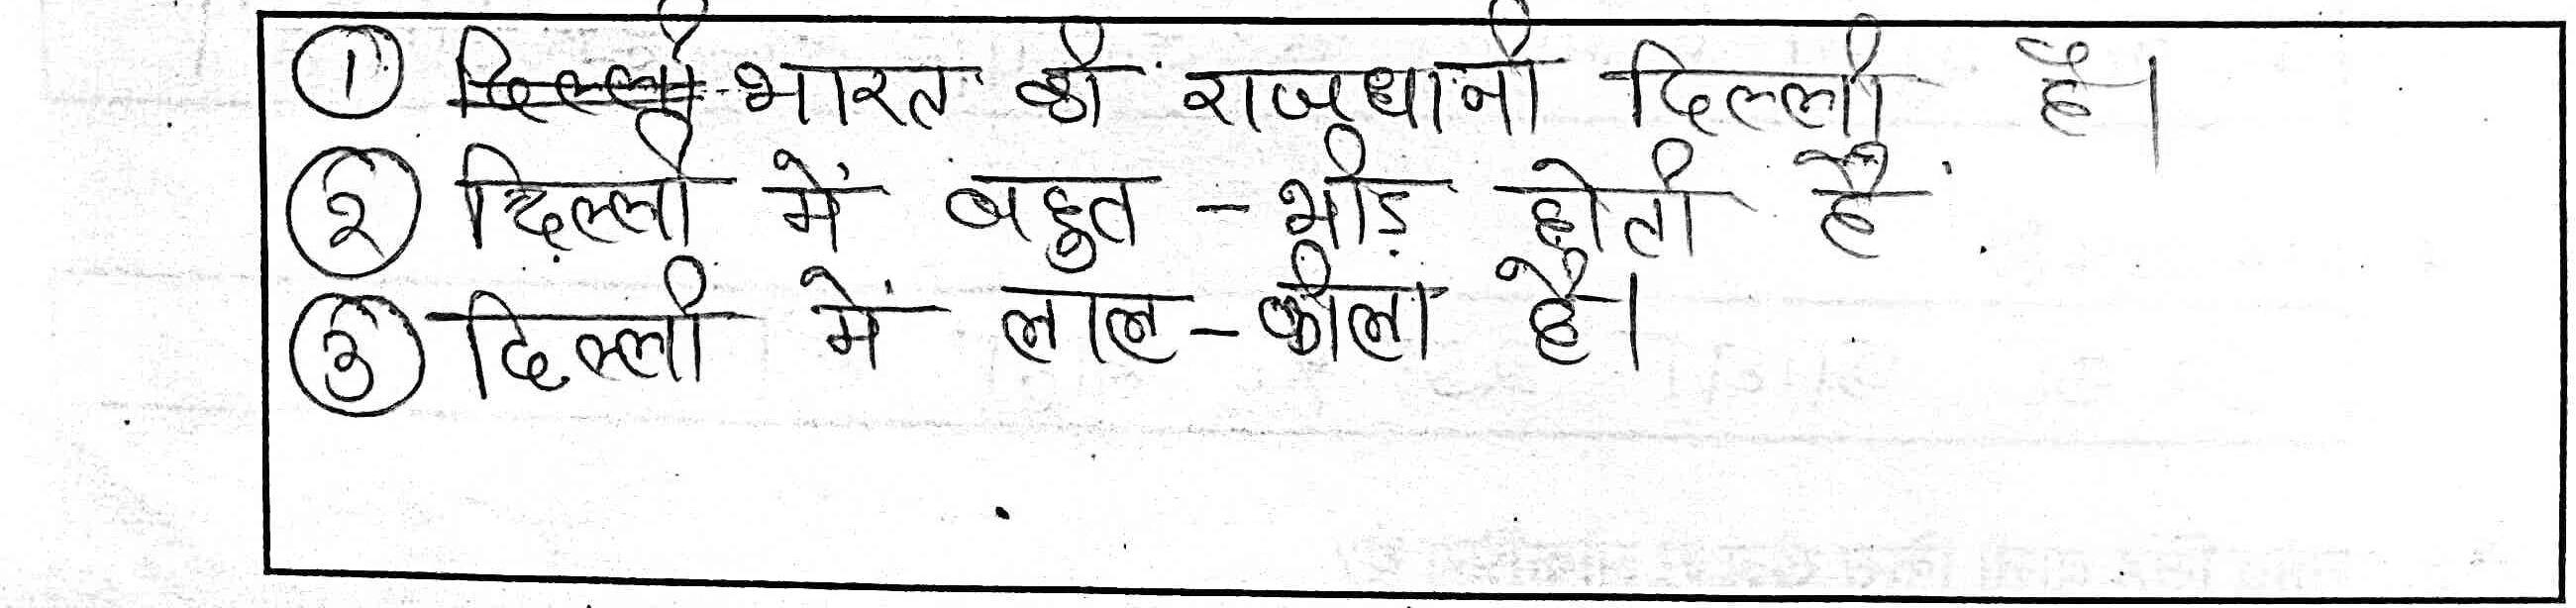 ① ~~दिल्ली~~ भारत की राजधानी दिल्ली है।
② दिल्ली में बहुत - भीड़ होती है.
③ दिल्ली में लाल - कीला है।